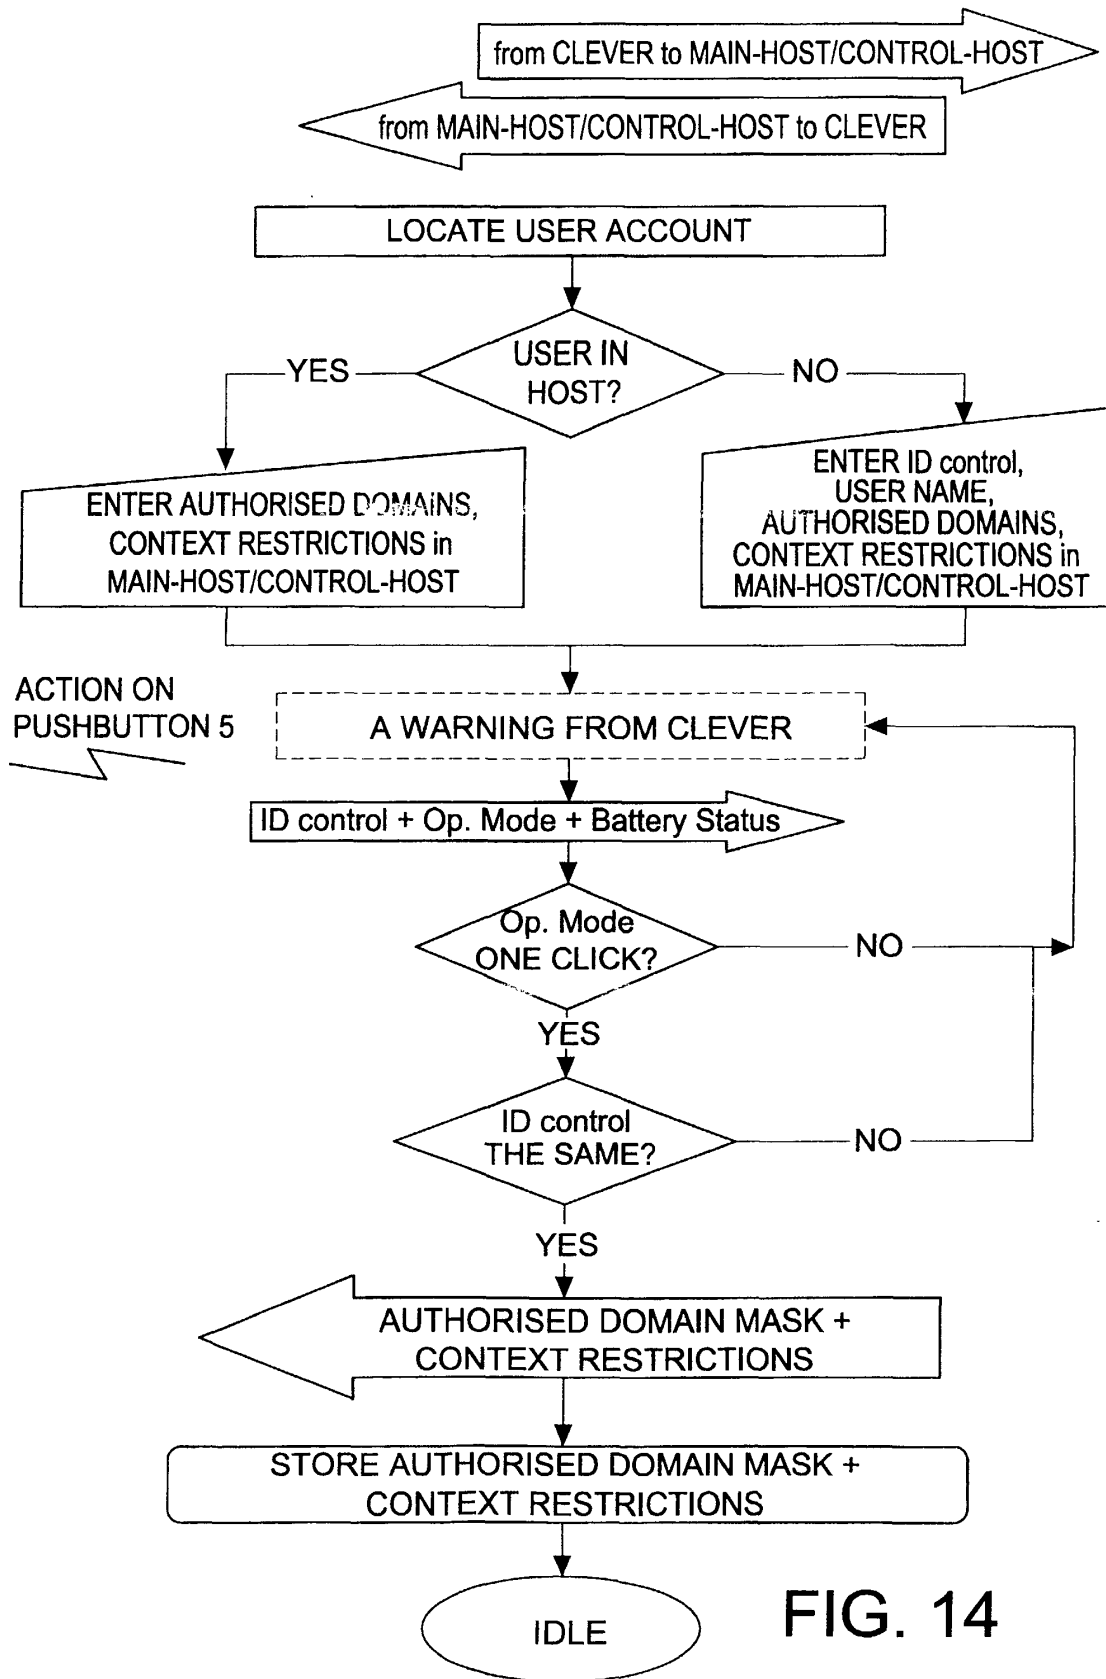 from CLEVER to MAIN-HOST/CONTROL-HOST
from MAIN-HOST/CONTROL-HOST to CLEVER
LOCATE USER ACCOUNT
USER IN
HOST?
YES
NO
ENTER AUTHORISED DOMAINS,
CONTEXT RESTRICTIONS in
MAIN-HOST/CONTROL-HOST
ENTER ID control,
USER NAME,
AUTHORISED DOMAINS,
CONTEXT RESTRICTIONS in
MAIN-HOST/CONTROL-HOST
ACTION ON
PUSHBUTTON 5
A WARNING FROM CLEVER
ID control + Op. Mode + Battery Status
Op. Mode
ONE CLICK?
NO
YES
ID control
THE SAME?
NO
YES
AUTHORISED DOMAIN MASK +
CONTEXT RESTRICTIONS
STORE AUTHORISED DOMAIN MASK +
CONTEXT RESTRICTIONS
IDLE
FIG. 14